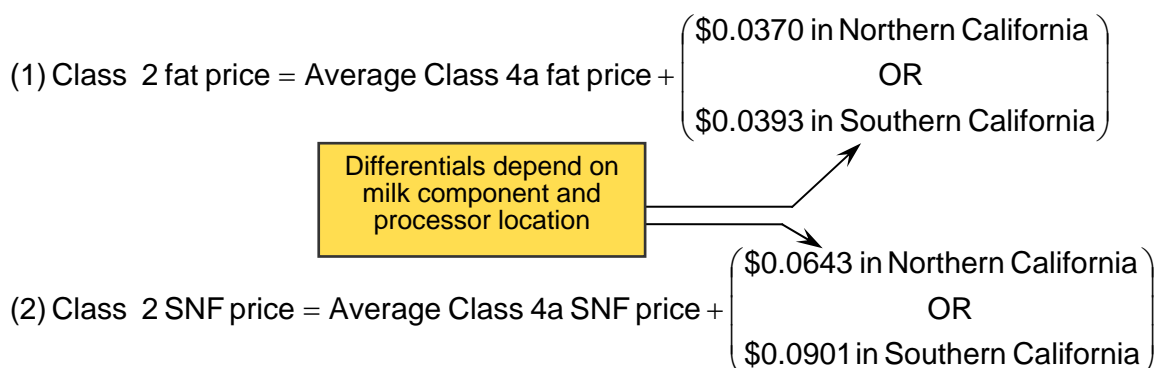 $0.0370 in Northern California
(1) Class 2 fat price = Average Class 4a fat price + OR
$0.0393 in Southern California
Differentials depend on
milk component and
processor location
$0.0643 in Northern California
(2) Class 2 SNF price = Average Class 4a SNF price + OR
$0.0901 in Southern California